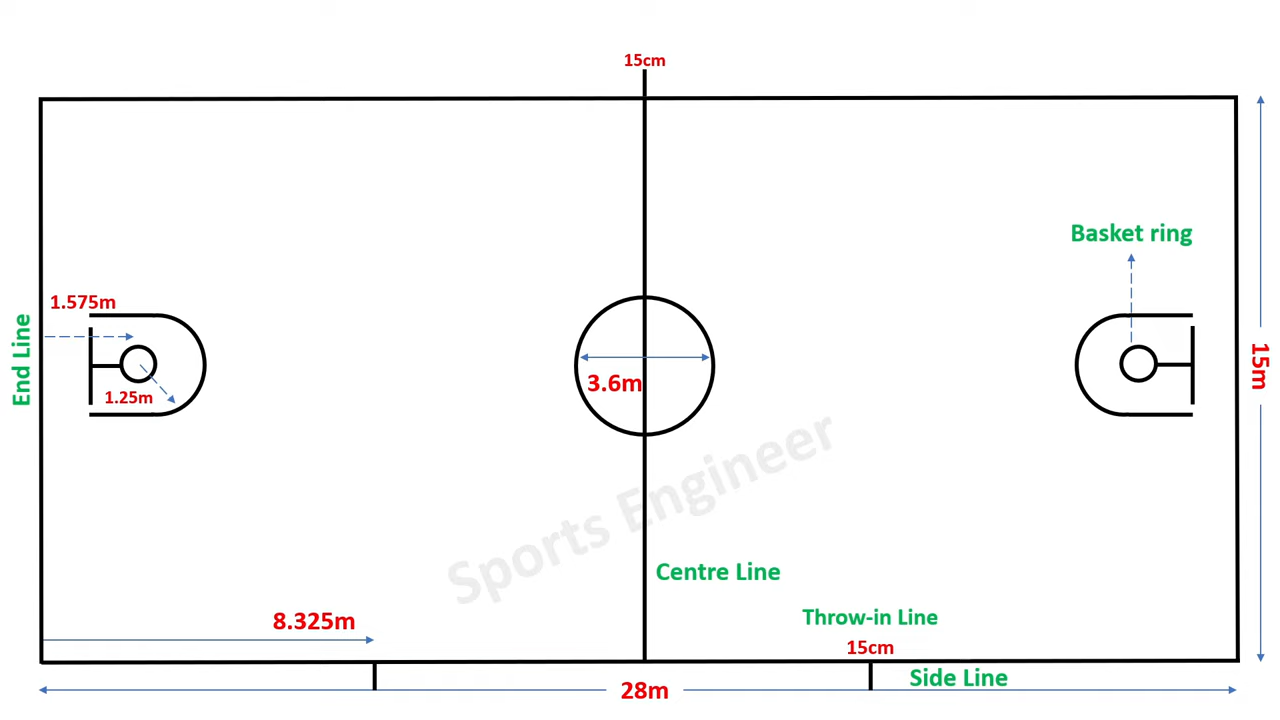 15cm
Basket ring
1.575m
End Line
15m
1.25m
3.6m
Sports Engineer
Centre Line
8.325m
Throw-in Line
15cm
Side Line
28m